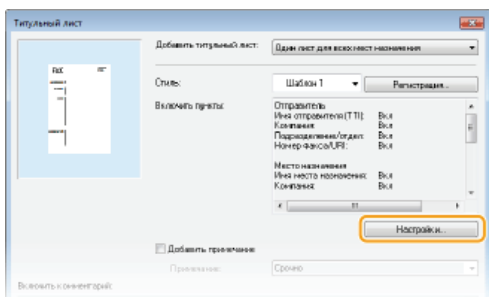 Титульный лист
Добавить титульный лист: Один лист для всех мест назначения
FAX
Стиль: Шаблон 1 Регистрация...
Включить пункты: Отправитель
Имя отправителя (TTI): Вкл
Компания: Вкл
Подразделение/отдел: Вкл
Номер факса/URI: Вкл
Место назначения
Имя места назначения: Вкл
Компания: Вкл
Настройки...
Добавить примечание
Примечание: Срочно
Включить комментарий: